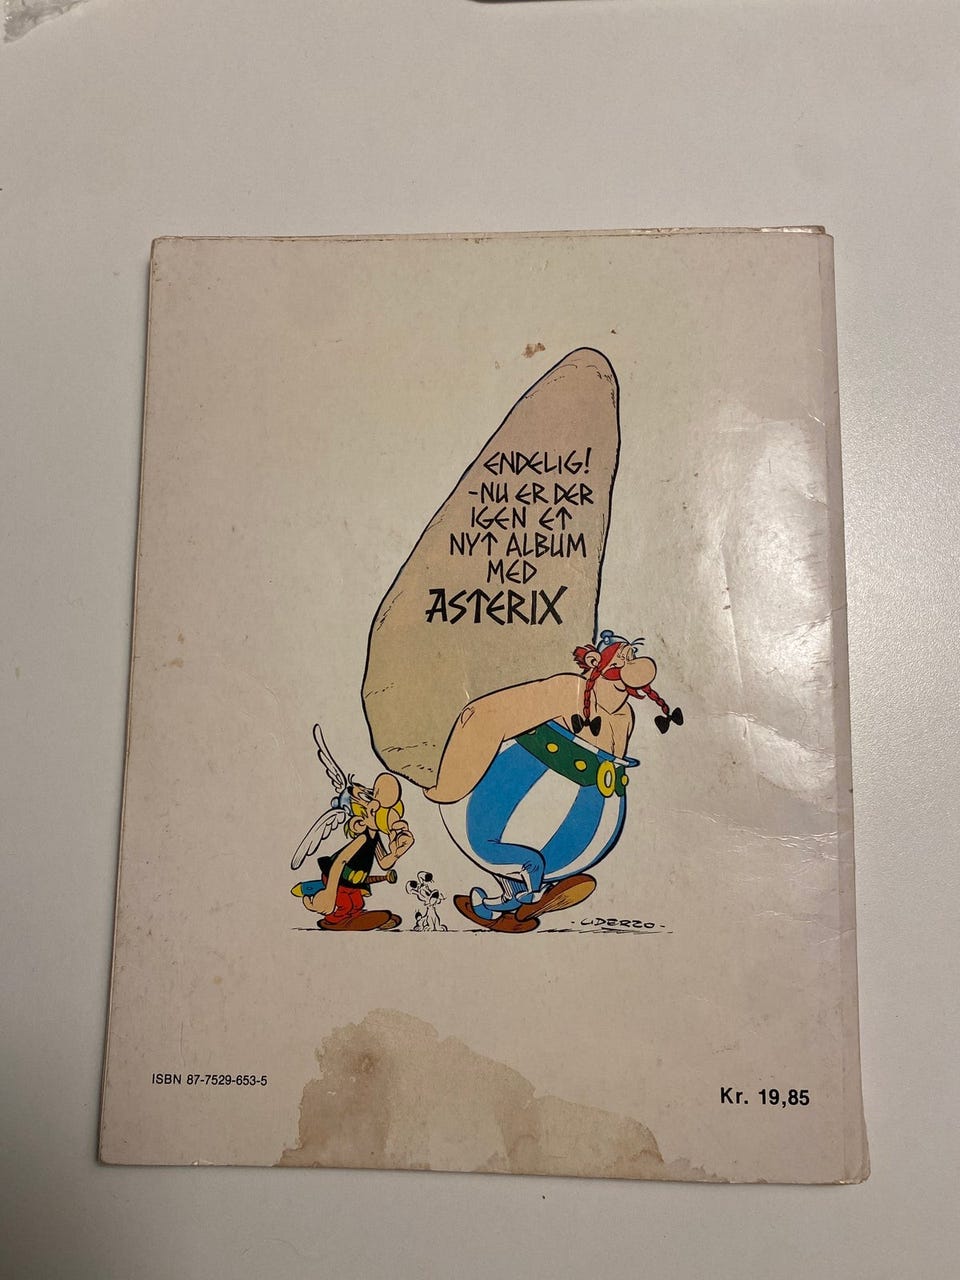 ENDELIG!
-NU ER DER
IGEN ET
NYT ALBUM
MED
ASTERIX
- UDERZO -
ISBN 87-7529-653-5
Kr. 19,85